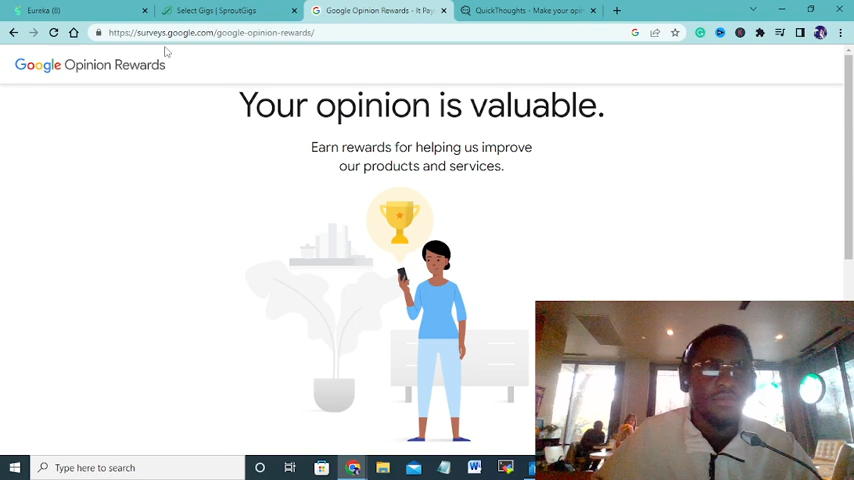 Eureka (8)
Select Gigs | SproutGigs
Google Opinion Rewards - It Pay
QuickThoughts - Make your opin
https://surveys.google.com/google-opinion-rewards/
Google Opinion Rewards
Your opinion is valuable.
Earn rewards for helping us improve
our products and services.
Type here to search